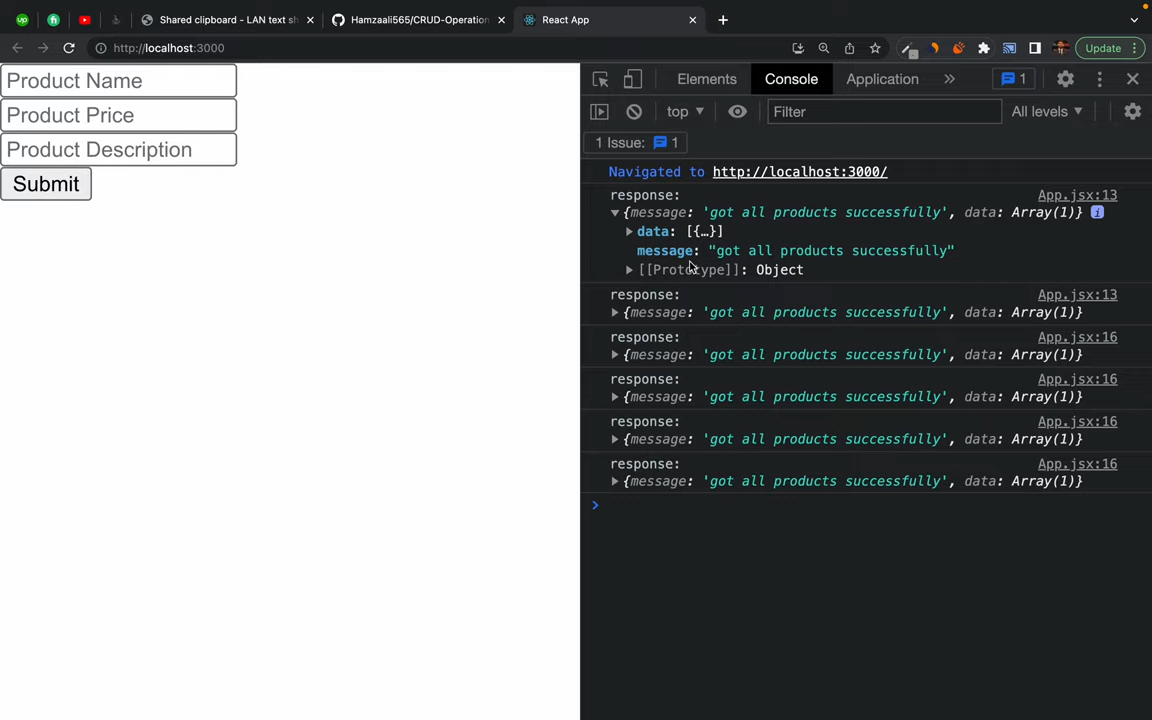 Shared clipboard - LAN text sh
Hamzaali565/CRUD-Operation
React App
http://localhost:3000
Update
Product Name
Product Price
Product Description
Submit
Elements
Console
Application
1
top
Filter
All levels
1 Issue:
1
Navigated to http://localhost:3000/
response:
App.jsx:13
{message: 'got all products successfully', data: Array(1)}
data: [{…}]
message: "got all products successfully"
[[Prototype]]: Object
response:
App.jsx:13
{message: 'got all products successfully', data: Array(1)}
response:
App.jsx:16
{message: 'got all products successfully', data: Array(1)}
response:
App.jsx:16
{message: 'got all products successfully', data: Array(1)}
response:
App.jsx:16
{message: 'got all products successfully', data: Array(1)}
response:
App.jsx:16
{message: 'got all products successfully', data: Array(1)}